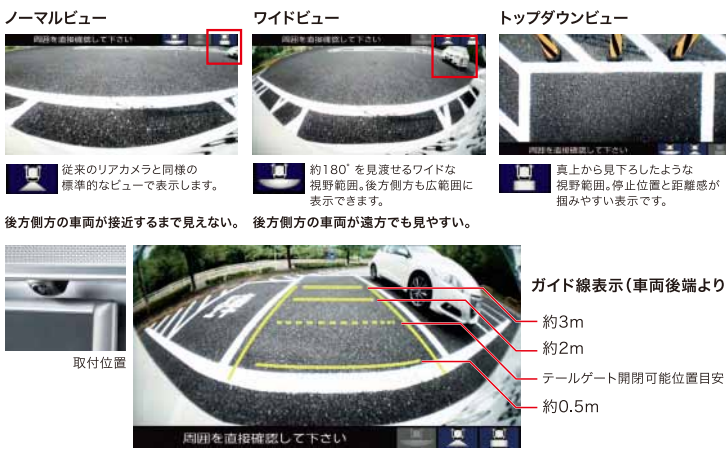 ノーマルビュー
ワイドビュー
トップダウンビュー
周囲を直接確認して下さい
周囲を直接確認して下さい
周囲を直接確認して下さい
従来のリアカメラと同様の
標準的なビューで表示します。
約180°を見渡せるワイドな
視野範囲。後方側方も広範囲に
表示できます。
真上から見下ろしたような
視野範囲。停止位置と距離感が
掴みやすい表示です。
後方側方の車両が接近するまで見えない。
後方側方の車両が遠方でも見やすい。
取付位置
ガイド線表示(車両後端より
約3m
約2m
テールゲート開閉可能位置目安
約0.5m
周囲を直接確認して下さい